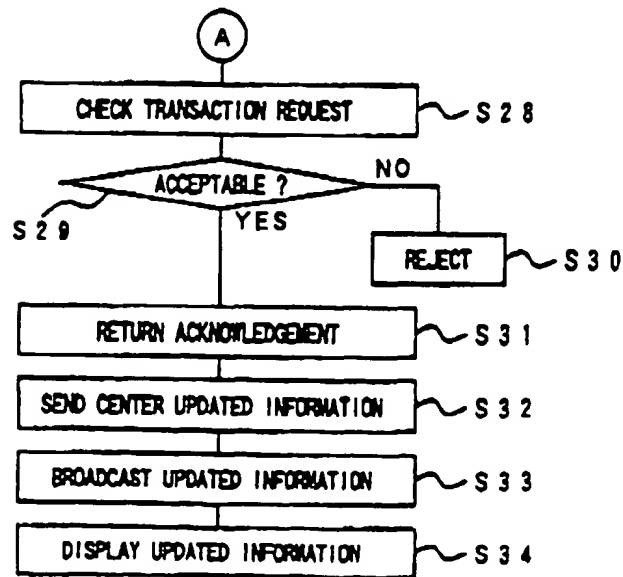 A
CHECK TRANSACTION REQUEST S28
ACCEPTABLE ? NO
S29 YES
REJECT S30
RETURN ACKNOWLEDGEMENT S31
SEND CENTER UPDATED INFORMATION S32
BROADCAST UPDATED INFORMATION S33
DISPLAY UPDATED INFORMATION S34